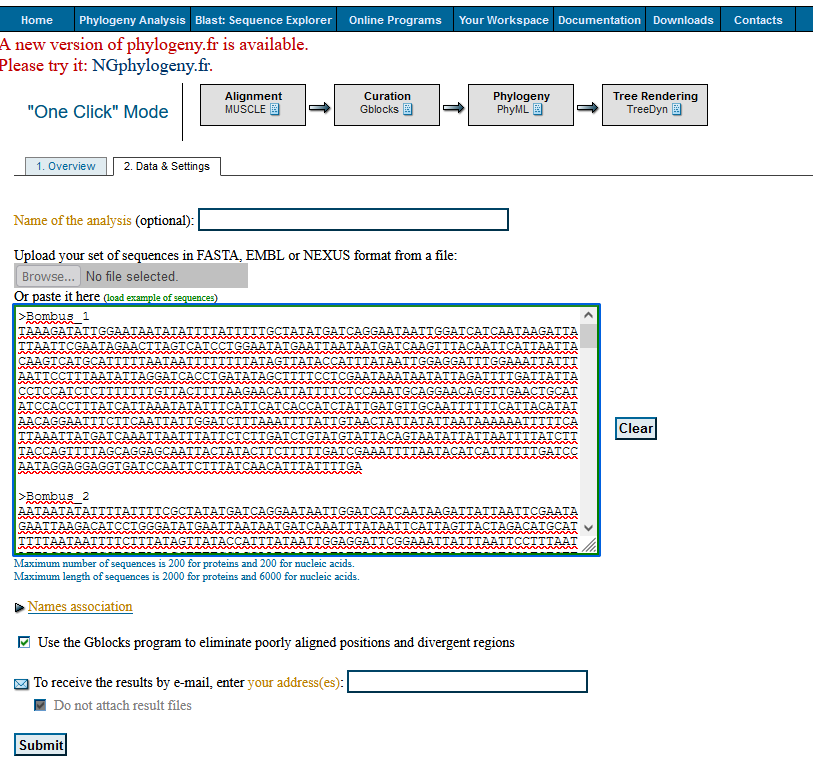 Home Phylogeny Analysis Blast: Sequence Explorer Online Programs Your Workspace Documentation Downloads Contacts
A new version of phylogeny.fr is available.
Please try it: NGphylogeny.fr.
"One Click" Mode
Alignment
MUSCLE
Curation
Gblocks
Phylogeny
PhyML
Tree Rendering
TreeDyn
1. Overview 2. Data & Settings
Name of the analysis (optional):
Upload your set of sequences in FASTA, EMBL or NEXUS format from a file:
Browse... No file selected.
Or paste it here (load example of sequences)
>Bombus_1
TAAAGATATTGGAATAATATATTTTATTTTTGCTATATGATCAGGAATAATTGGATCATCAATAAGATTA
TTAATTCGAATAGAACTTAGTCATCCTGGAATATGAATTAATAATGATCAAGTTTACAATTCATTAATTA
CAAGTCATGCATTTTTAATAATTTTTTTTATAGTTATACCATTTATAATTGGAGGATTTGGAAATTATTT
AATTCCTTTAATATTAGGATCACCTGATATAGCTTTTCCTCGAATAAATAATATTAGATTTTGATTATTA
CCTCCATCTCTTTTTTTGTTACTTTTAAGAACATTATTTTCTCCAAATGCAGGAACAGGTTGAACTGCAT
ATCCACCTTTATCATTAAATATATTTCATTCATCACCATCTATTGATGTTGCAATTTTTTCATTACATAT
AACAGGAATTTCTTCAATTATTGGATCTTTAAATTTTATTGTAACTATTATATTAATAAAAAATTTTTCA
TTAAATTATGATCAAATTAATTTATTCTCTTGATCTGTATGTATTACAGTAATATTATTAATTTTATCTT
TACCAGTTTTAGCAGGAGCAATTACTATACTTCTTTTTGATCGAAATTTTAATACATCATTTTTTGATCC
AATAGGAGGAGGTGATCCAATTCTTTATCAACATTTATTTTGA
>Bombus_2
AATAATATATTTTATTTTCGCTATATGATCAGGAATAATTGGATCATCAATAAGATTATTAATTCGAATA
GAATTAAGACATCCTGGGATATGAATTAATAATGATCAAATTTATAATTCATTAGTTACTAGACATGCAT
TTTTAATAATTTTCTTTATAGTTATACCATTTATAATTGGAGGATTCGGAAATTATTTAATTCCTTTAAT
Clear
Maximum number of sequences is 200 for proteins and 200 for nucleic acids.
Maximum length of sequences is 2000 for proteins and 6000 for nucleic acids.
Names association
Use the Gblocks program to eliminate poorly aligned positions and divergent regions
To receive the results by e-mail, enter your address(es):
Do not attach result files
Submit